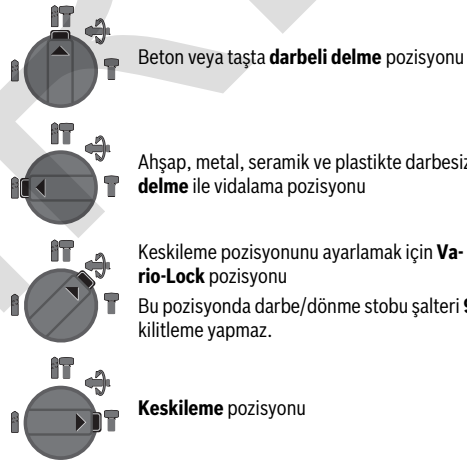 Beton veya taşta darbeli delme pozisyonu
Ahşap, metal, seramik ve plastikte darbesiz
delme ile vidalama pozisyonu
Keskileme pozisyonunu ayarlamak için Va-
rio-Lock pozisyonu
Bu pozisyonda darbe/dönme stobu şalteri 9
kilitleme yapmaz.
Keskileme pozisyonu